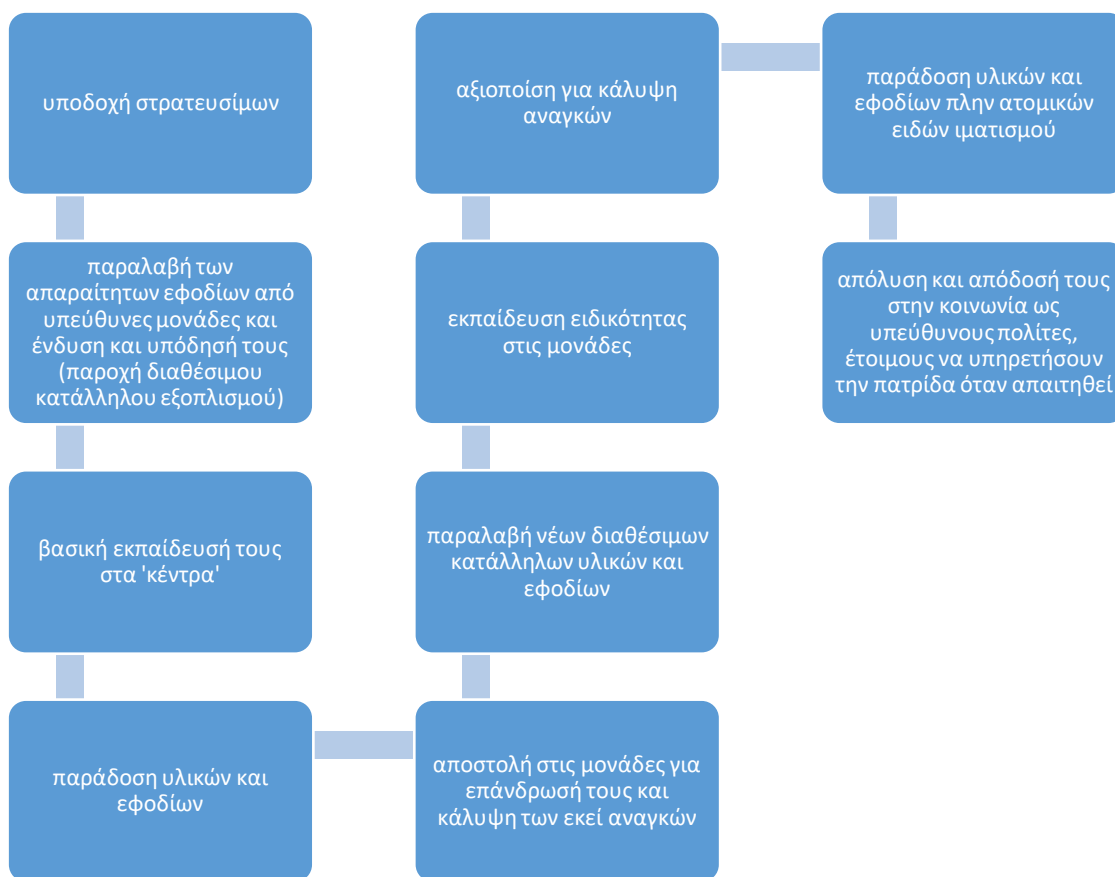 υποδοχή στρατευσίμων
παραλαβή των
απαραίτητων εφοδίων από
υπεύθυνες μονάδες και
ένδυση και υπόδησή τους
(παροχή διαθέσιμου
κατάλληλου εξοπλισμού)
βασική εκπαίδευσή τους
στα 'κέντρα'
παράδοση υλικών και
εφοδίων
αποστολή στις μονάδες για
επάνδρωσή τους και
κάλυψη των εκεί αναγκών
παραλαβή νέων διαθέσιμων
κατάλληλων υλικών και
εφοδίων
εκπαίδευση ειδικότητας
στις μονάδες
αξιοποίση για κάλυψη
αναγκών
παράδοση υλικών και
εφοδίων πλην ατομικών
ειδών ιματισμού
απόλυση και απόδοσή τους
στην κοινωνία ως
υπεύθυνους πολίτες,
έτοιμους να υπηρετήσουν
την πατρίδα όταν απαιτηθεί